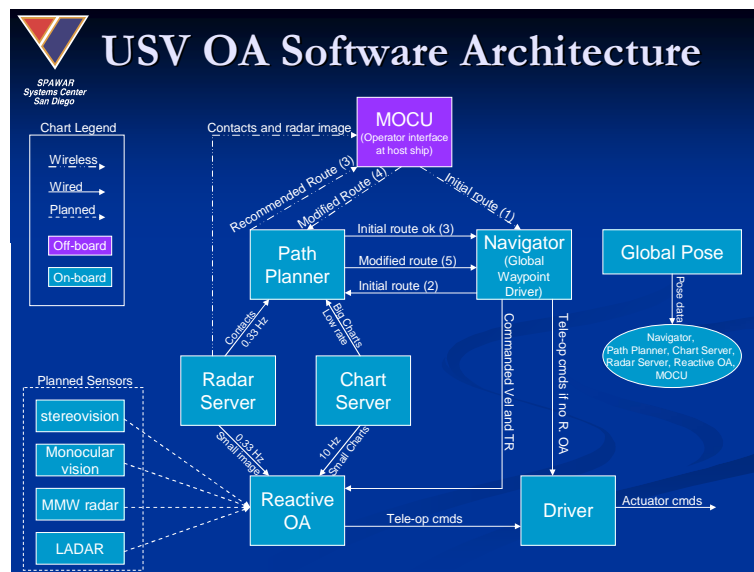 USV OA Software Architecture
SPAWAR
Systems Center
San Diego
Chart Legend
Wireless
Wired
Planned
Off-board
On-board
Contacts and radar image
MOCU
(Operator interface
at host ship)
Recommended Route (3)
Modified Route (4)
Initial route (1)
Path
Planner
Initial route ok (3)
Modified route (5)
Initial route (2)
Navigator
(Global
Waypoint
Driver)
Global Pose
Pose data
Navigator,
Path Planner, Chart Server,
Radar Server, Reactive OA,
MOCU
Contacts
0.33 Hz
Big Charts
Low rate
Commanded Vel and TR
Tele-op cmds if no R. OA
Radar
Server
Chart
Server
Planned Sensors
stereovision
Monocular
vision
MMW radar
LADAR
0.33 Hz
Small Image
10 Hz
Small Charts
Reactive
OA
Tele-op cmds
Driver
Actuator cmds